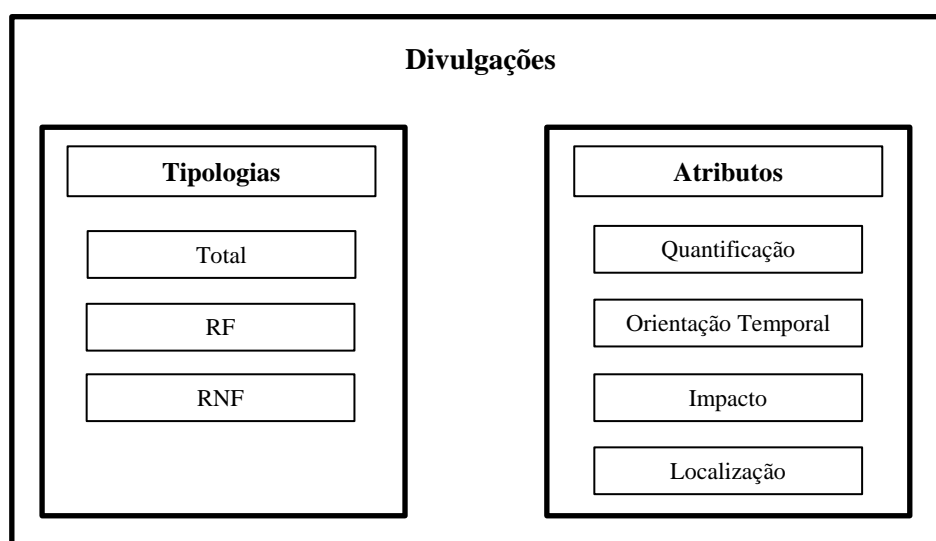 Divulgações
Tipologias
Total
RF
RNF
Atributos
Quantificação
Orientação Temporal
Impacto
Localização